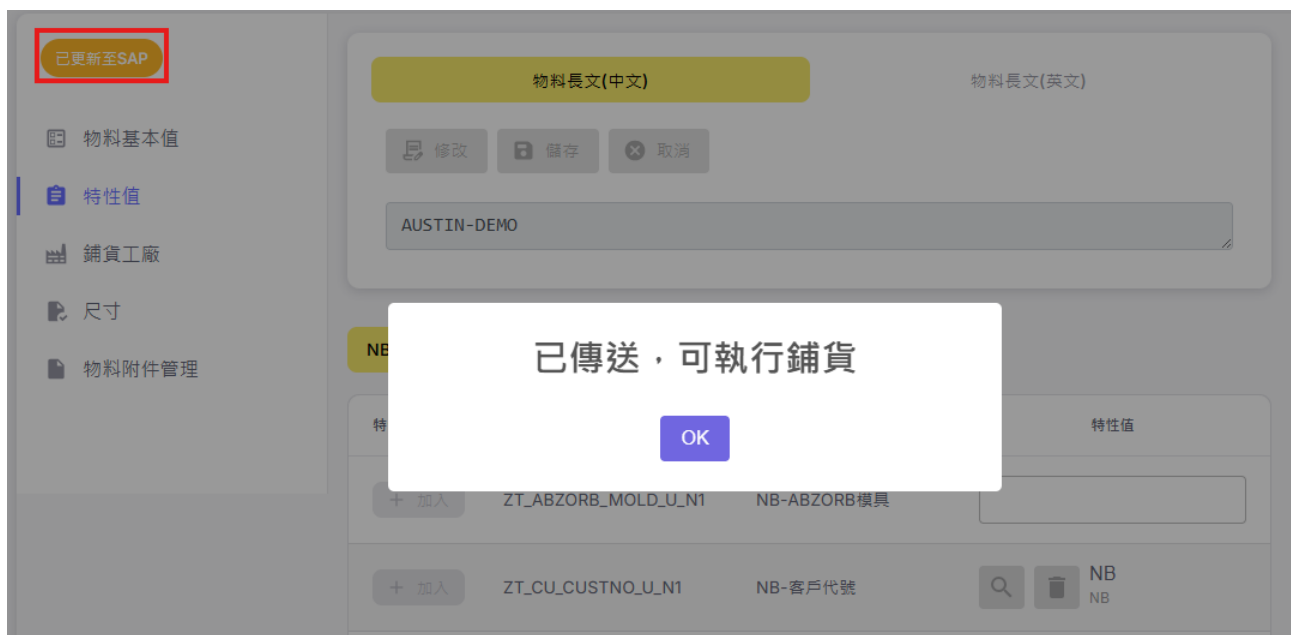 已更新至SAP
物料基本值
特性值
鋪貨工廠
尺寸
物料附件管理
物料長文(中文)
物料長文(英文)
修改
儲存
取消
AUSTIN-DEMO
NB
已傳送，可執行鋪貨
OK
特
特性值
+ 加入
ZT_ABZORB_MOLD_U_N1
NB-ABZORB模具
+ 加入
ZT_CU_CUSTNO_U_N1
NB-客戶代號
NB
NB